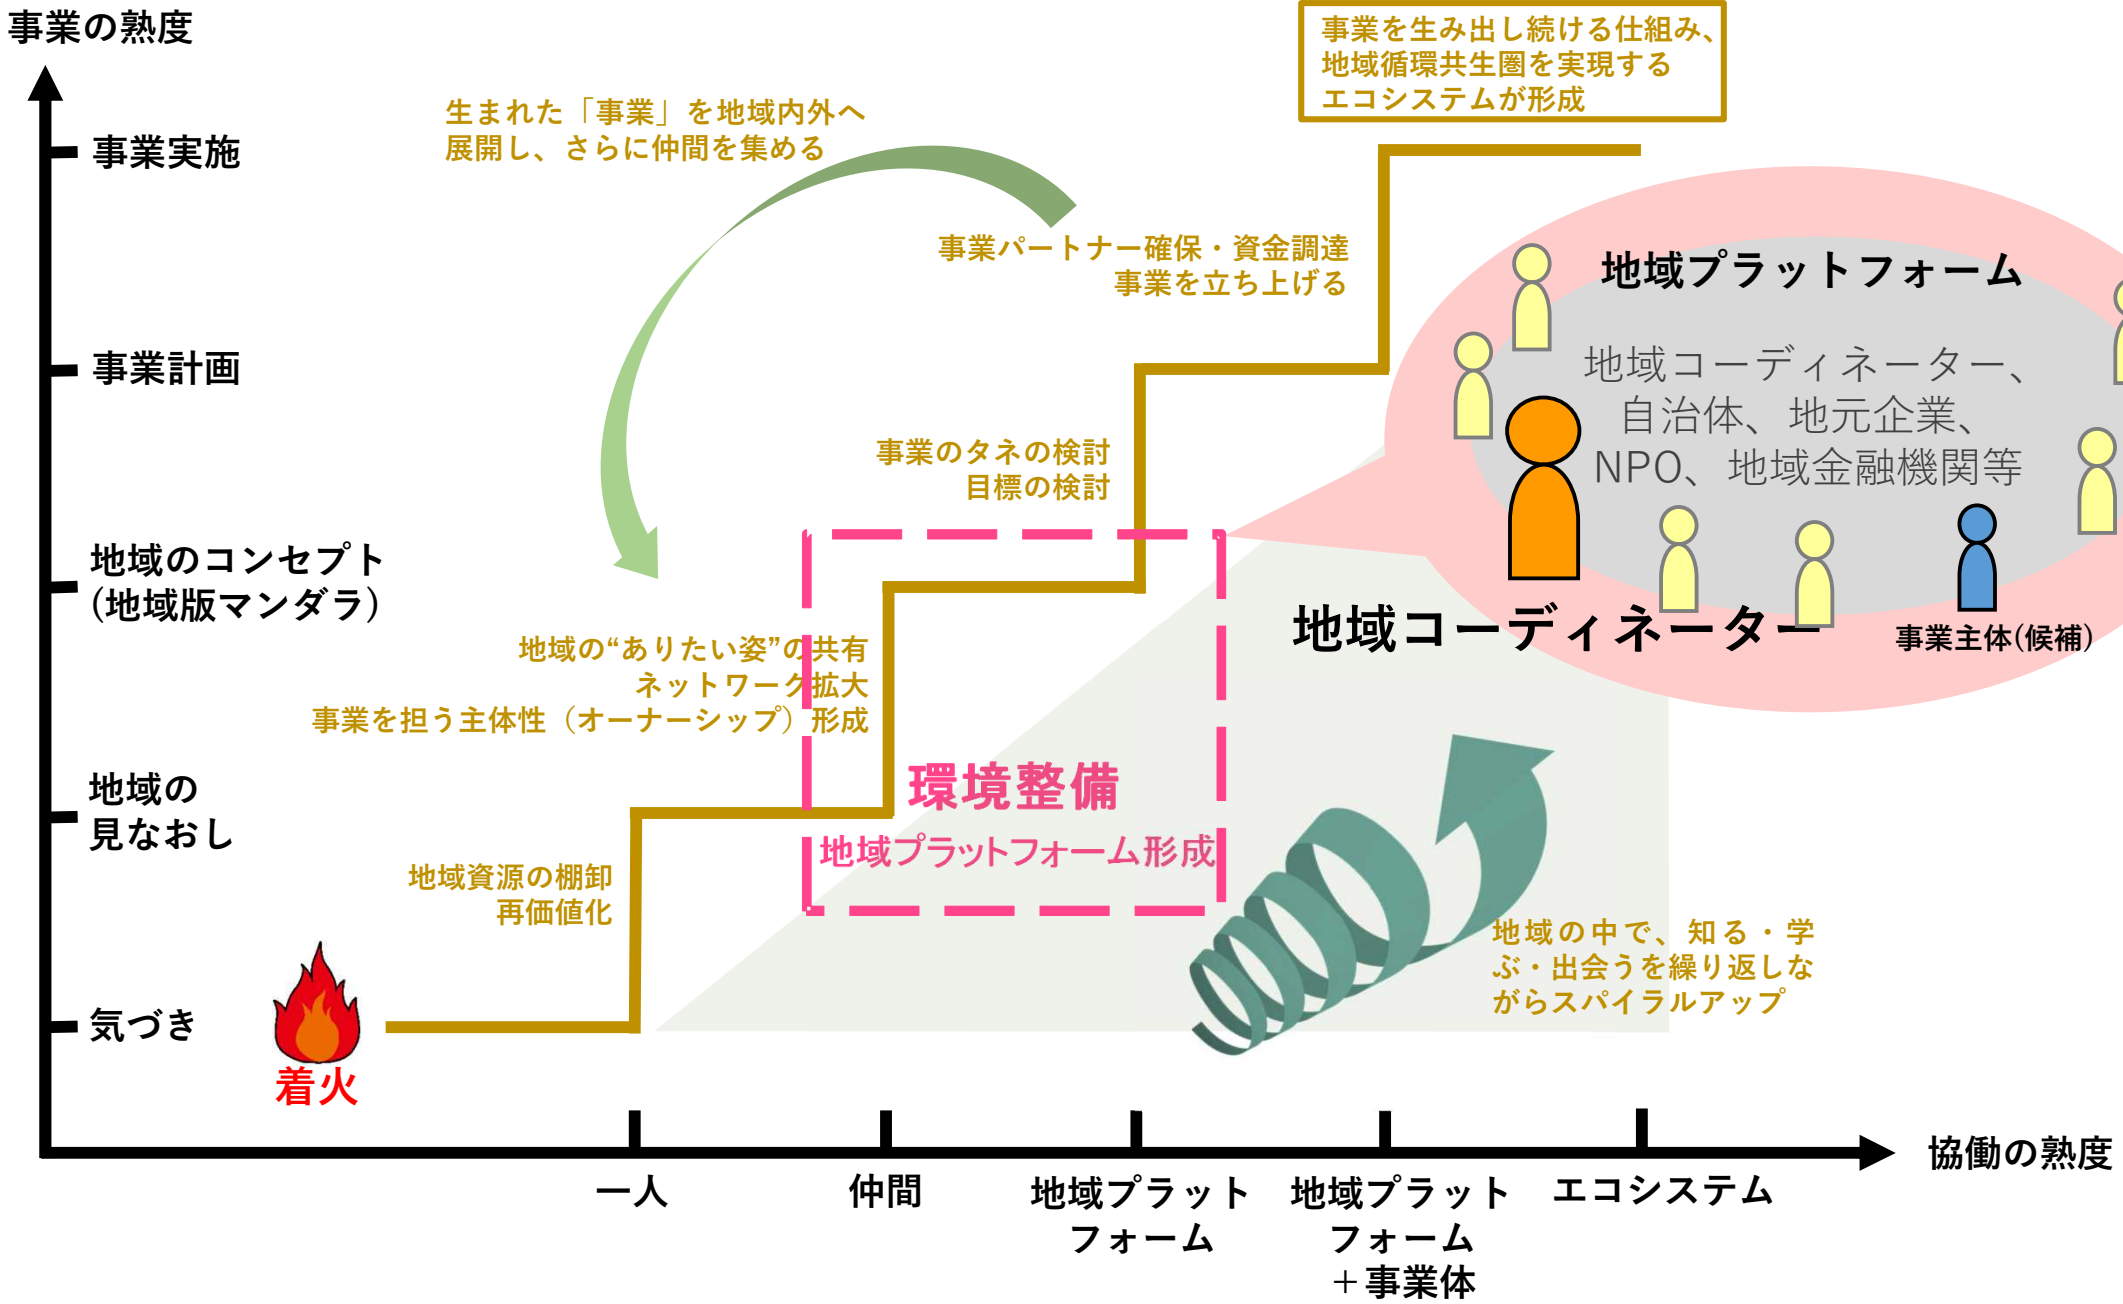 事業の熟度
事業を生み出し続ける仕組み、
地域循環共生圏を実現する
エコシステムが形成
生まれた「事業」を地域内外へ
展開し、さらに仲間を集める
事業実施
事業パートナー確保・資金調達
事業を立ち上げる
地域プラットフォーム
地域コーディネーター、
自治体、地元企業、
NPO、地域金融機関等
事業計画
事業のタネの検討
目標の検討
地域のコンセプト
(地域版マンダラ)
地域コーディネーター
事業主体(候補)
地域の“ありたい姿”の共有
ネットワーク拡大
事業を担う主体性（オーナーシップ）形成
環境整備
地域プラットフォーム形成
地域の
見なおし
地域資源の棚卸
再価値化
地域の中で、知る・学
ぶ・出会うを繰り返しな
がらスパイラルアップ
気づき
着火
協働の熟度
一人
仲間
地域プラット
フォーム
地域プラット
フォーム
＋事業体
エコシステム